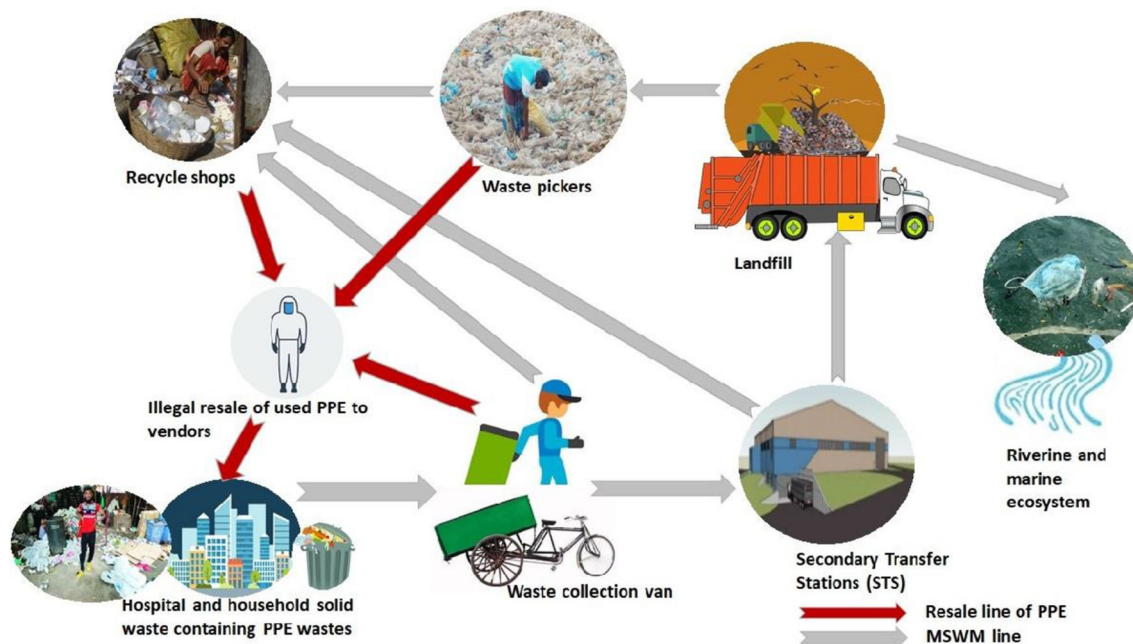 Recycle shops
Waste pickers
Landfill
Illegal resale of used PPE to
vendors
Riverine and
marine
ecosystem
Hospital and household solid
waste containing PPE wastes
Waste collection van
Secondary Transfer
Stations (STS)
Resale line of PPE
MSWM line